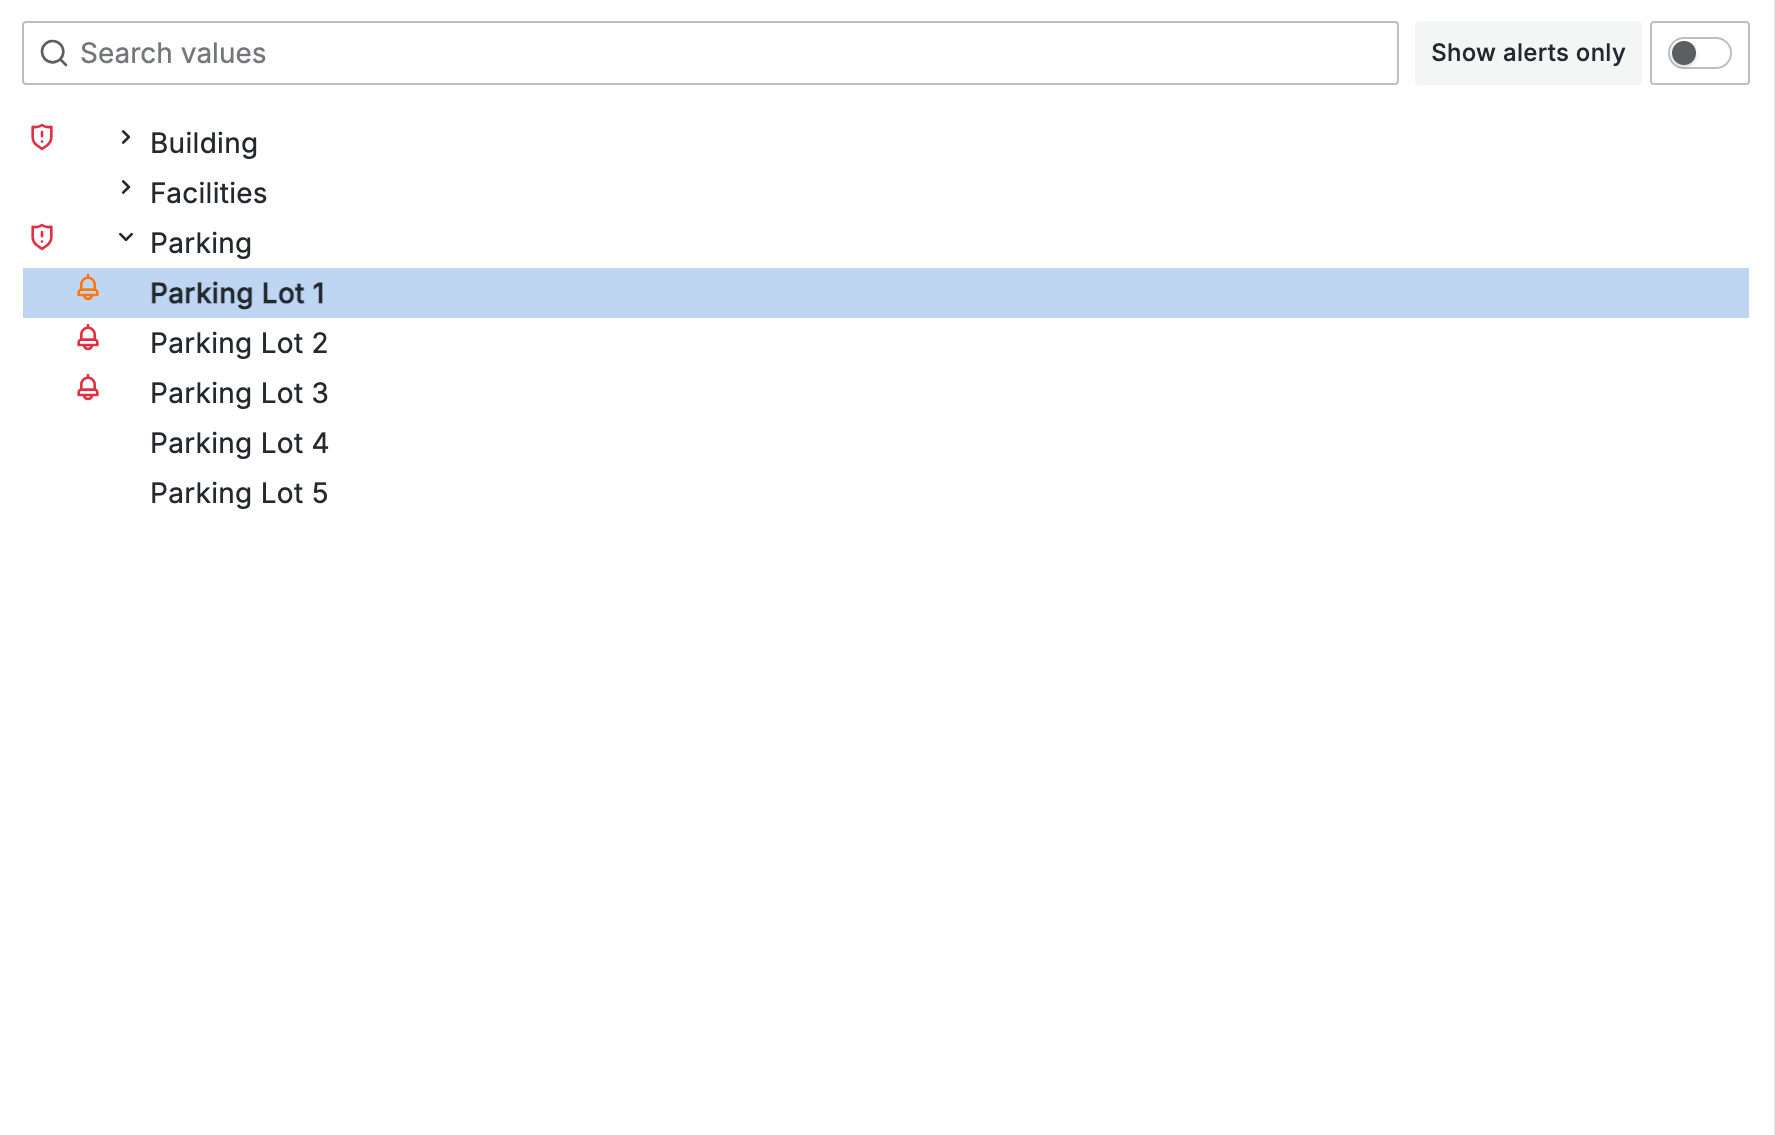 Search values
Show alerts only
Building
Facilities
Parking
Parking Lot 1
Parking Lot 2
Parking Lot 3
Parking Lot 4
Parking Lot 5